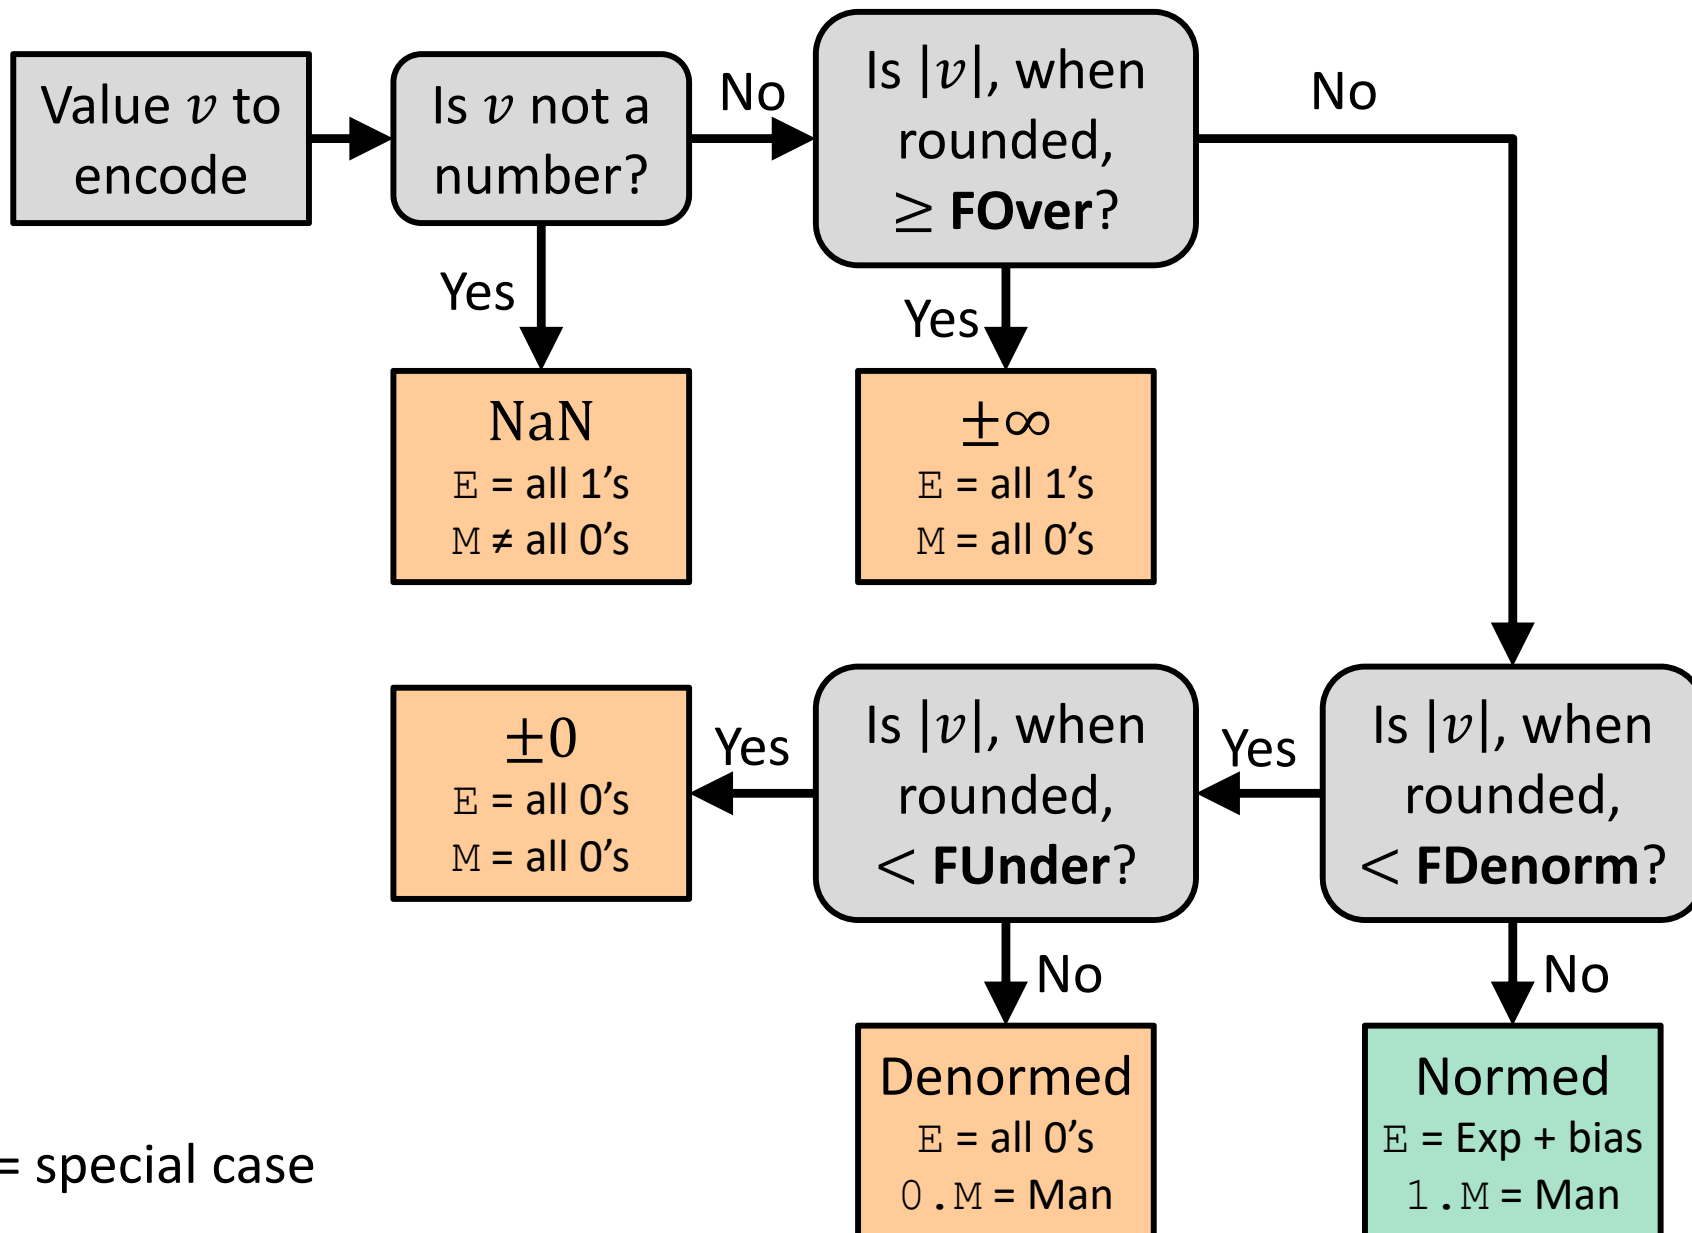 Value v to
encode
Is v not a
number?
No
Is |v|, when
rounded,
≥ FOver?
No
Yes
Yes
NaN
E = all 1's
M ≠ all 0's
±∞
E = all 1's
M = all 0's
±0
E = all 0's
M = all 0's
Yes
Is |v|, when
rounded,
< FUnder?
Yes
Is |v|, when
rounded,
< FDenorm?
No
No
Denormed
E = all 0's
0.M = Man
Normed
E = Exp + bias
1.M = Man
= special case